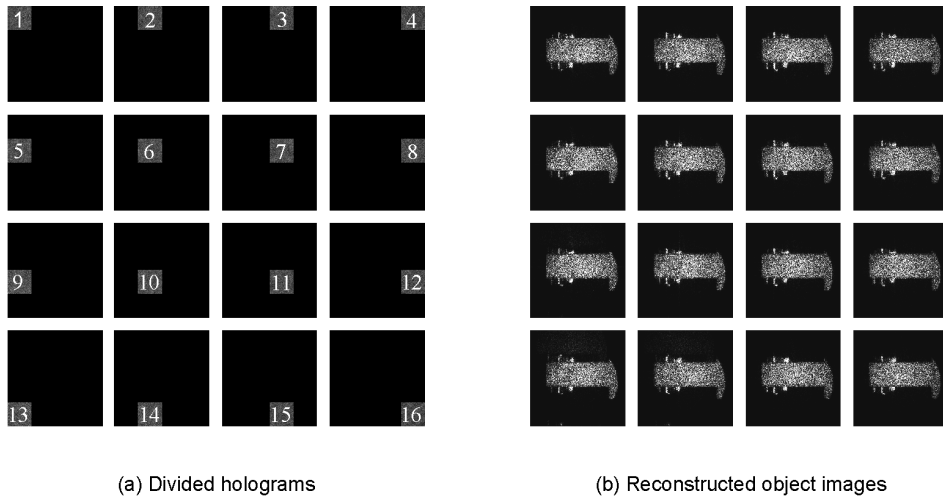 1 2 3 4
5 6 7 8
9 10 11 12
13 14 15 16
(a) Divided holograms
(b) Reconstructed object images